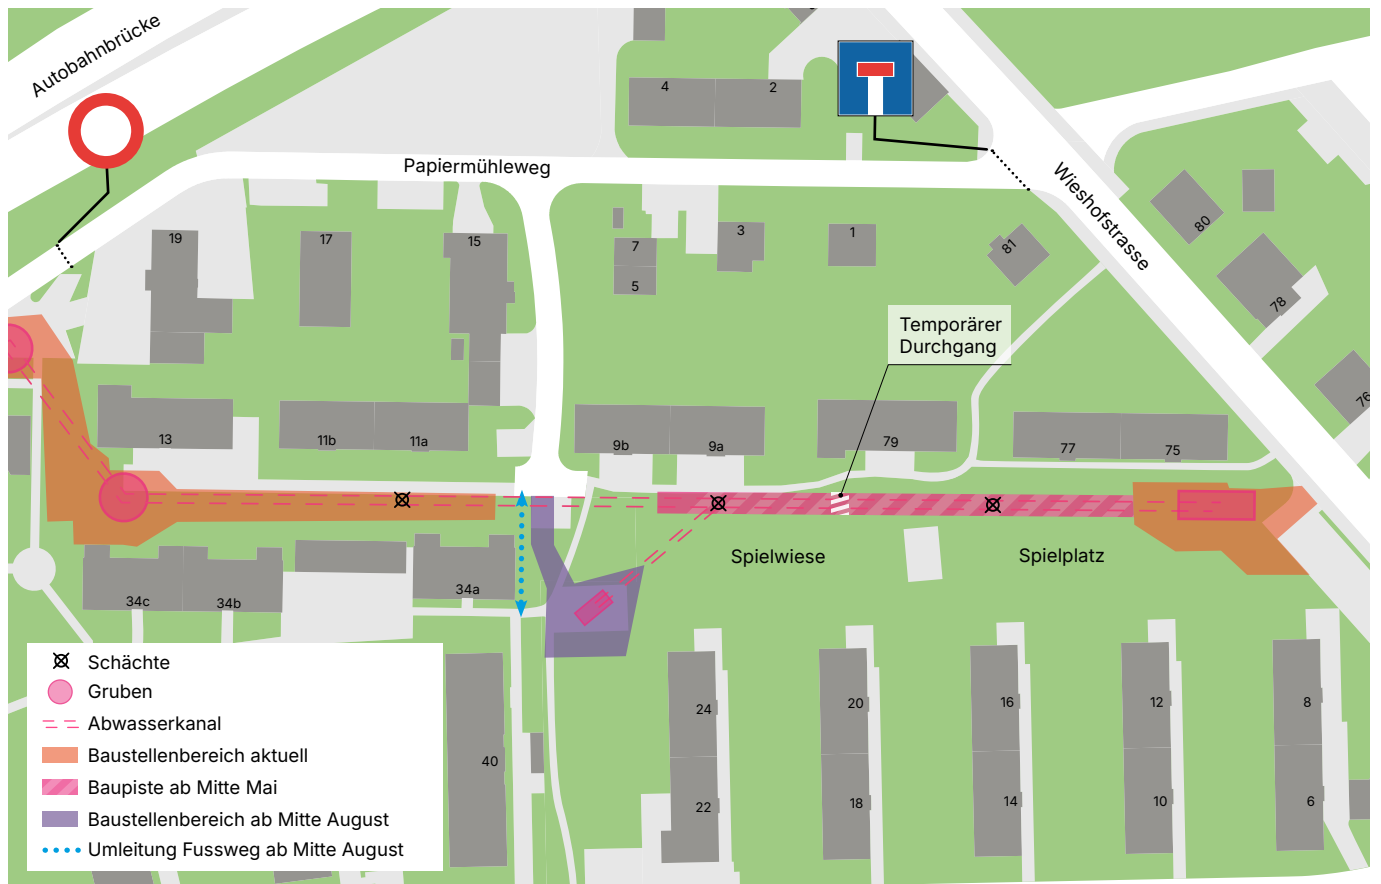 Autobahnbrücke
Papiermühleweg
Wieshofstrasse
4
2
19
17
15
7
5
3
1
81
80
78
76
Temporärer
Durchgang
13
11b
11a
9b
9a
79
77
75
Spielwiese
Spielplatz
34c
34b
34a
40
24
22
20
18
16
14
12
10
8
6
Schächte
Gruben
Abwasserkanal
Baustellenbereich aktuell
Baupiste ab Mitte Mai
Baustellenbereich ab Mitte August
Umleitung Fussweg ab Mitte August